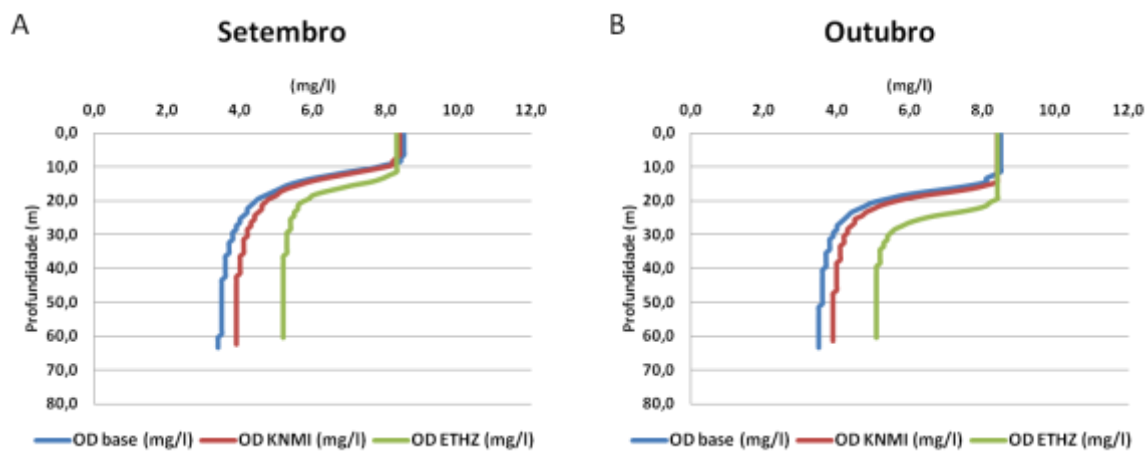 A
Setembro
(mg/l)
0,0 2,0 4,0 6,0 8,0 10,0 12,0
0,0
10,0
20,0
30,0
40,0
50,0
60,0
70,0
80,0
Profundidade (m)
OD base (mg/l) OD KNMI (mg/l) OD ETHZ (mg/l)
B
Outubro
(mg/l)
0,0 2,0 4,0 6,0 8,0 10,0 12,0
0,0
10,0
20,0
30,0
40,0
50,0
60,0
70,0
80,0
Profundidade (m)
OD base (mg/l) OD KNMI (mg/l) OD ETHZ (mg/l)